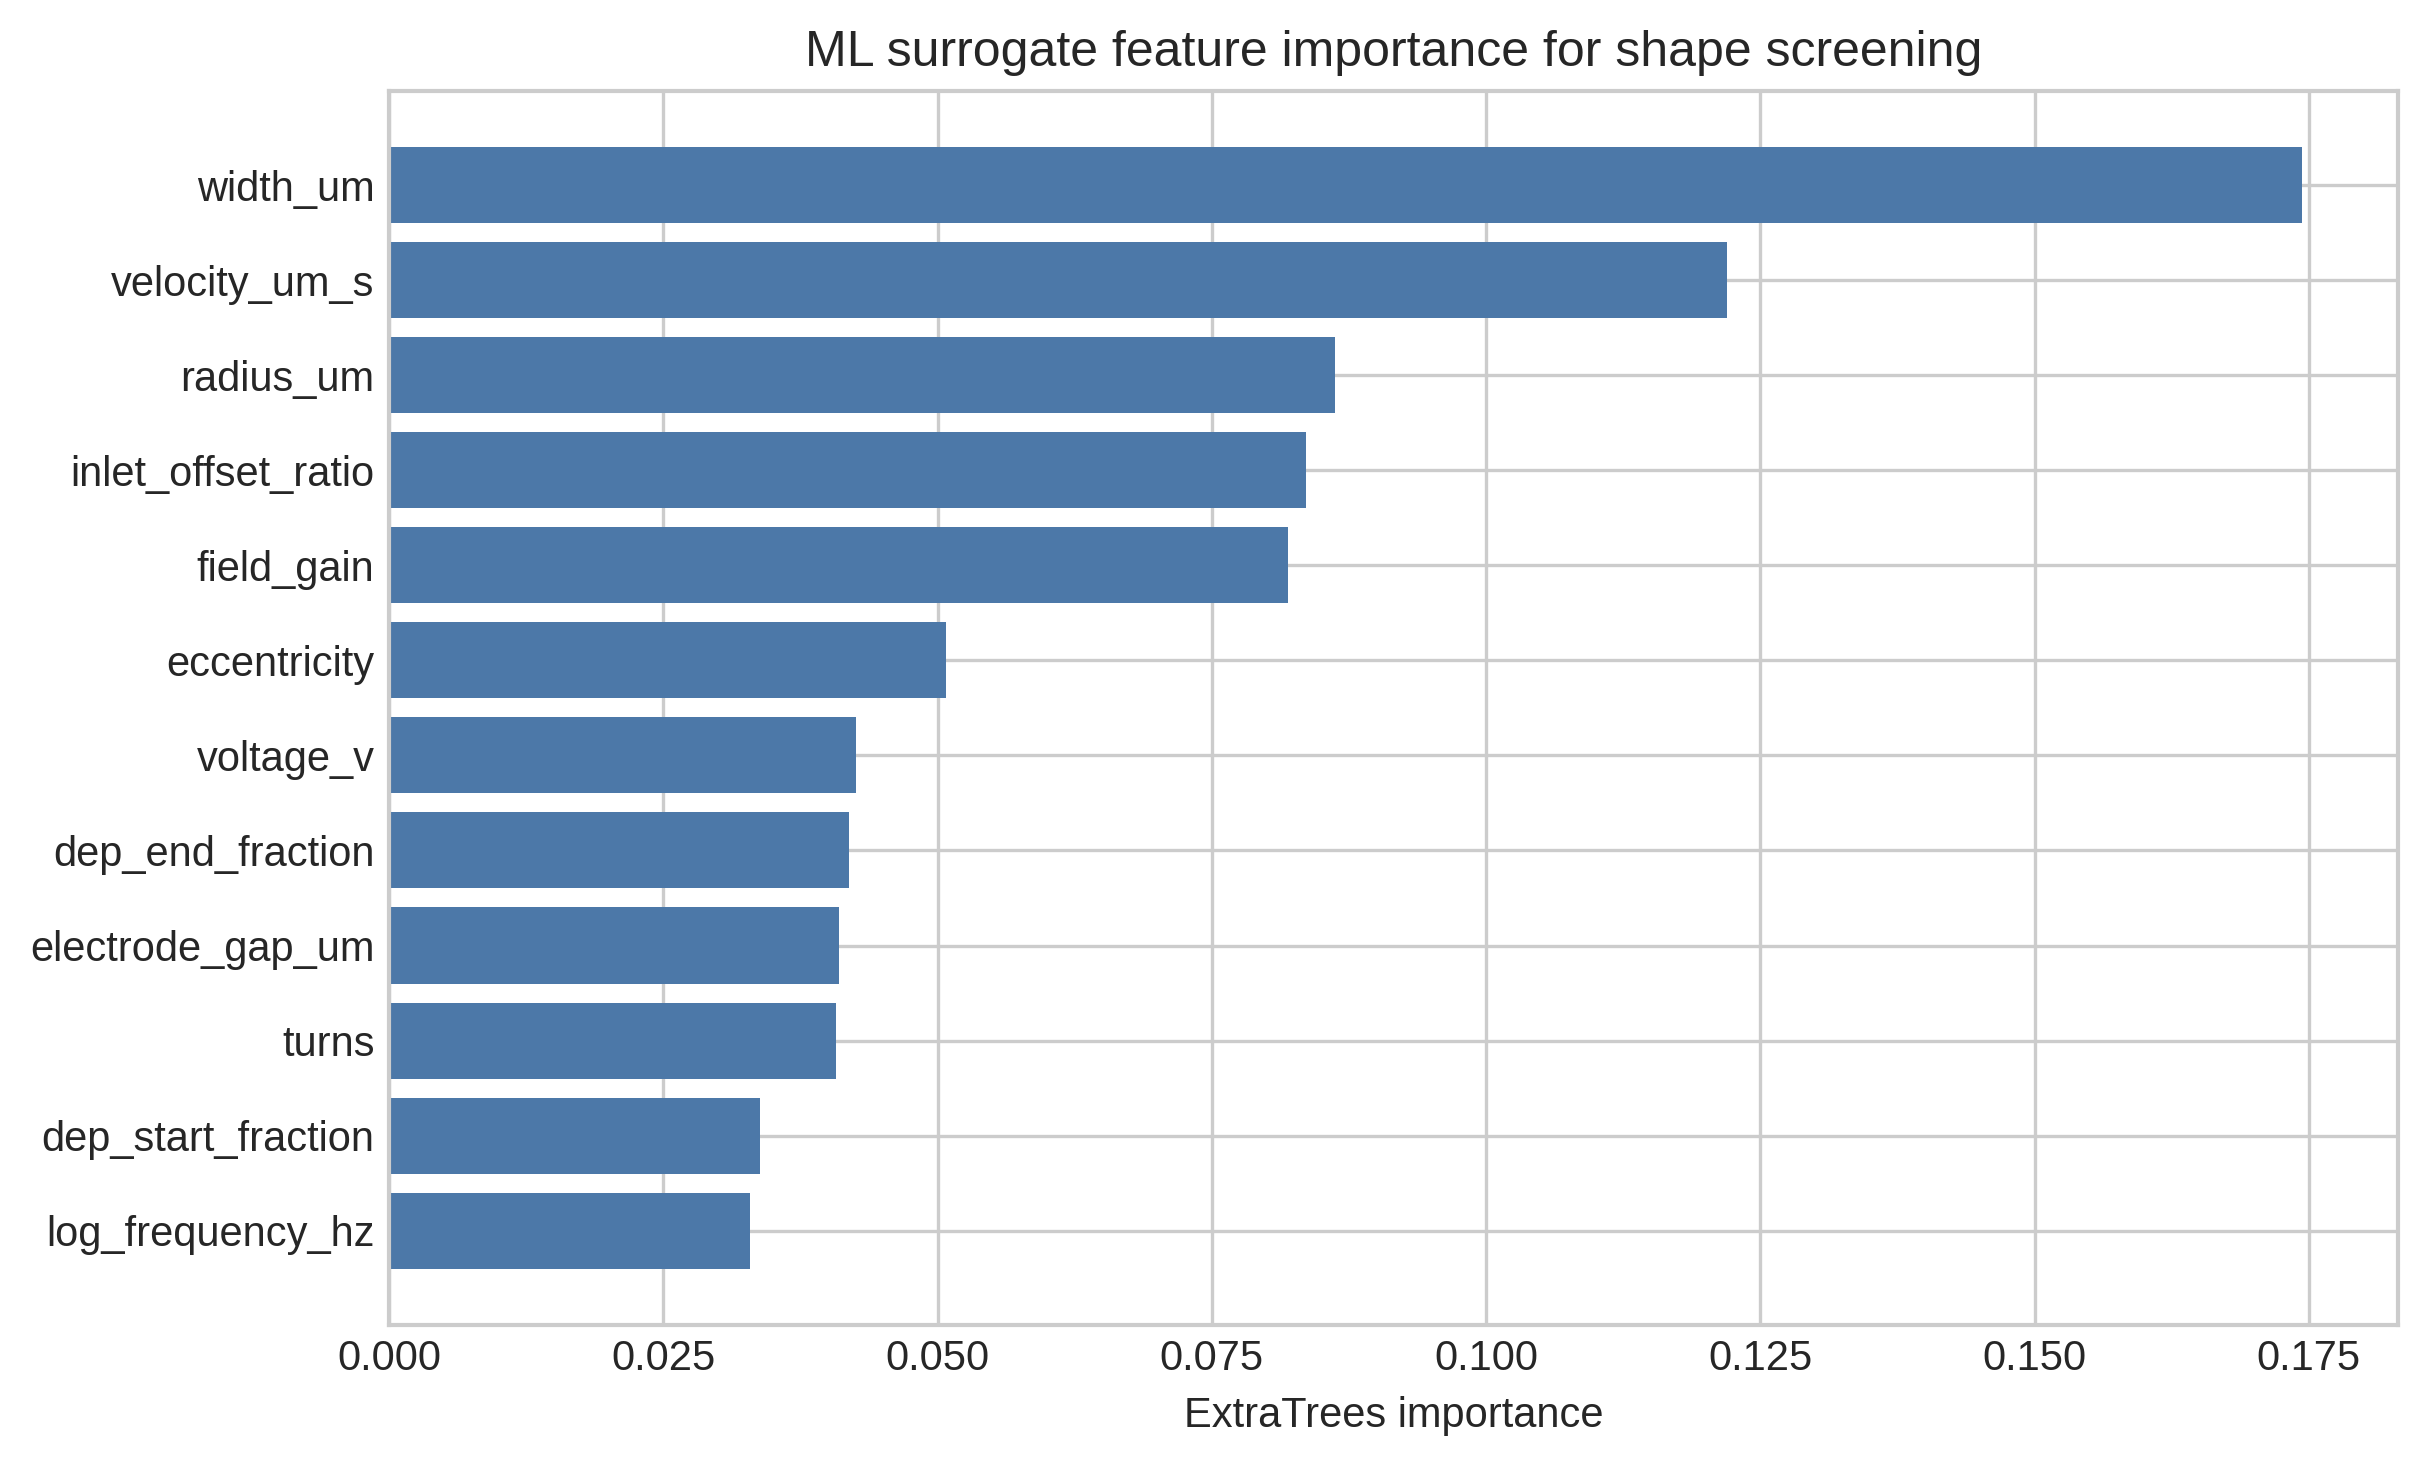 ML surrogate feature importance for shape screening
width_um
velocity_um_s
radius_um
inlet_offset_ratio
field_gain
eccentricity
voltage_v
dep_end_fraction
electrode_gap_um
turns
dep_start_fraction
log_frequency_hz
0.000 0.025 0.050 0.075 0.100 0.125 0.150 0.175
ExtraTrees importance